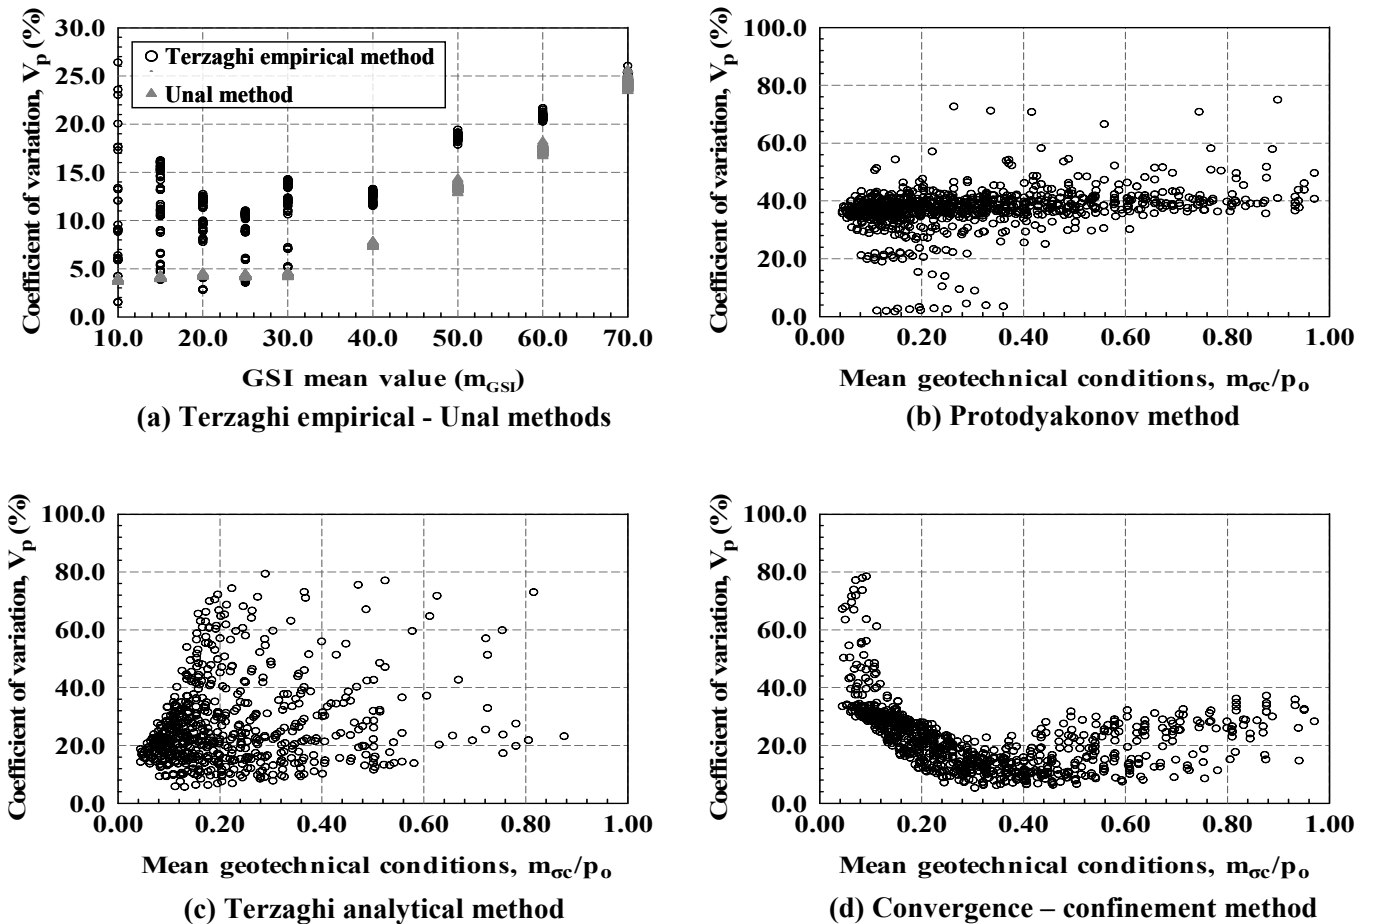 Coefficient of variation, Vp (%)
30.0
25.0
20.0
15.0
10.0
5.0
0.0
Terzaghi empirical method
Unal method
10.0 20.0 30.0 40.0 50.0 60.0 70.0
GSI mean value (mGSI)
(a) Terzaghi empirical - Unal methods
Coefficient of variation, Vp (%)
100.0
80.0
60.0
40.0
20.0
0.0
0.00 0.20 0.40 0.60 0.80 1.00
Mean geotechnical conditions, mσc/po
(b) Protodyakonov method
Coefficient of variation, Vp (%)
100.0
80.0
60.0
40.0
20.0
0.0
0.00 0.20 0.40 0.60 0.80 1.00
Mean geotechnical conditions, mσc/po
(c) Terzaghi analytical method
Coefficient of variation, Vp (%)
100.0
80.0
60.0
40.0
20.0
0.0
0.00 0.20 0.40 0.60 0.80 1.00
Mean geotechnical conditions, mσc/po
(d) Convergence – confinement method